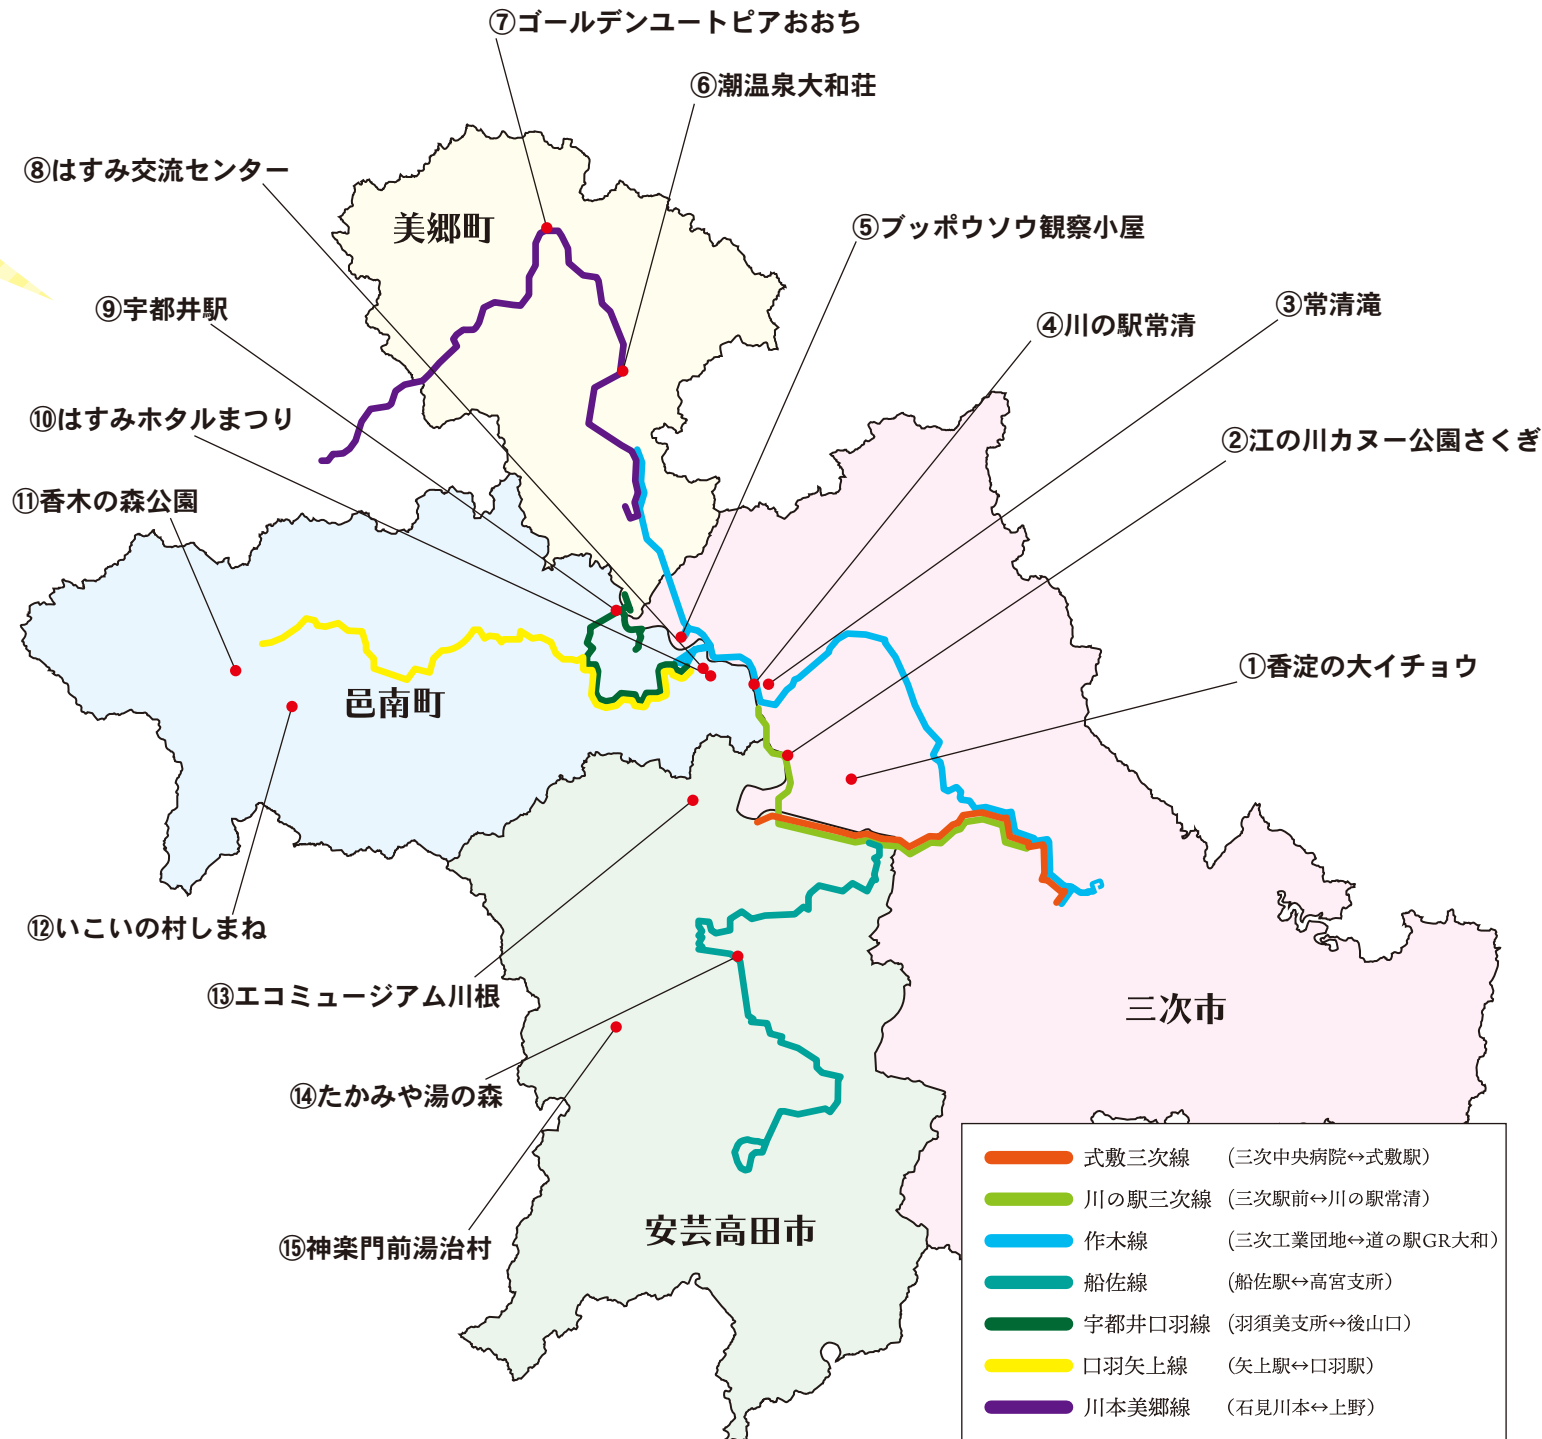 ⑦ゴールデンユートピアおおち
⑥潮温泉大和荘
⑧はすみ交流センター
美郷町
⑤ブッポウソウ観察小屋
⑨宇都井駅
④川の駅常清
③常清滝
⑩はすみホタルまつり
②江の川カヌー公園さくぎ
⑪香木の森公園
①香淀の大イチョウ
邑南町
⑫いこいの村しまね
⑬エコミュージアム川根
三次市
⑭たかみや湯の森
安芸高田市
⑮神楽門前湯治村
式敷三次線 (三次中央病院↔式敷駅)
川の駅三次線 (三次駅前↔川の駅常清)
作木線 (三次工業団地↔道の駅GR大和)
船佐線 (船佐駅↔高宮支所)
宇都井口羽線 (羽須美支所↔後山口)
口羽矢上線 (矢上駅↔口羽駅)
川本美郷線 (石見川本↔上野)